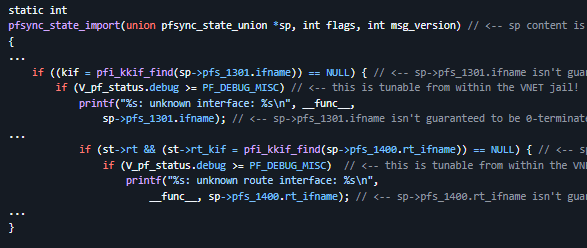 static int
pfsync_state_import(union pfsync_state_union *sp, int flags, int msg_version) // <-- sp content is
{
...
if ((kif = pfi_kkif_find(sp->pfs_1301.ifname)) == NULL) { // <-- sp->pfs_1301.ifname isn't guar
if (V_pf_status.debug >= PF_DEBUG_MISC) // <-- this is tunable from within the VNET jail!
printf("%s: unknown interface: %s\n", __func__,
sp->pfs_1301.ifname); // <-- sp->pfs_1301.ifname isn't guaranteed to be 0-terminate
...
if (st->rt && (st->rt_kif = pfi_kkif_find(sp->pfs_1400.rt_ifname)) == NULL) { // <-- sp
if (V_pf_status.debug >= PF_DEBUG_MISC) // <-- this is tunable from within the VNE
printf("%s: unknown route interface: %s\n",
__func__, sp->pfs_1400.rt_ifname); // <-- sp->pfs_1400.rt_ifname isn't guar
...
}